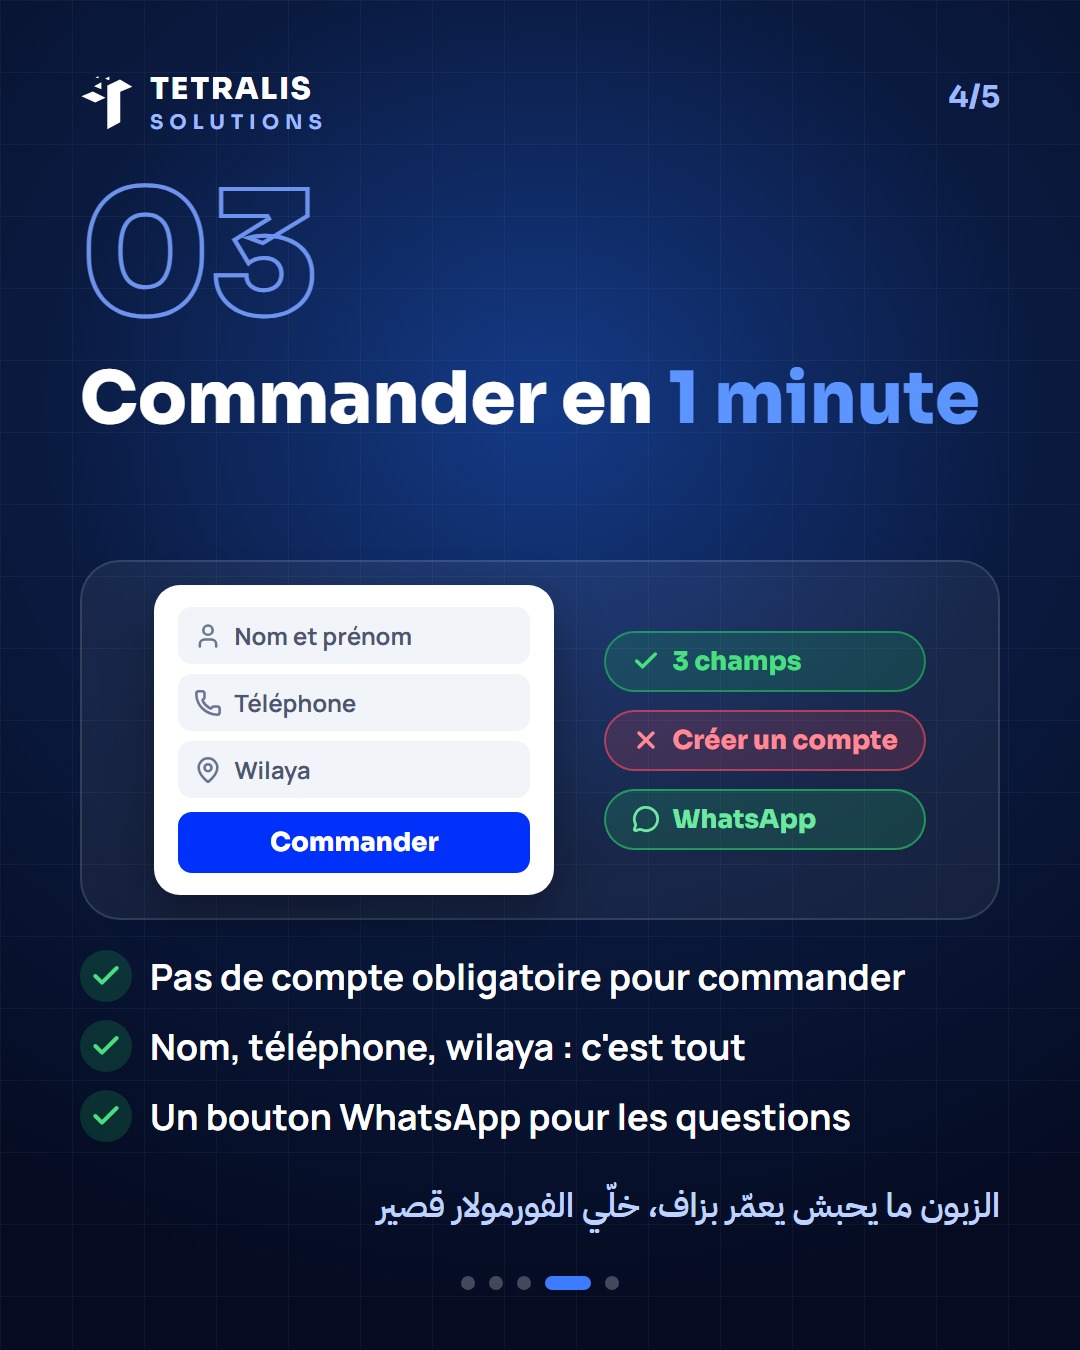 TETRALIS
SOLUTIONS
4/5
03
Commander en 1 minute
Nom et prénom
Téléphone
Wilaya
Commander
3 champs
Créer un compte
WhatsApp
Pas de compte obligatoire pour commander
Nom, téléphone, wilaya : c'est tout
Un bouton WhatsApp pour les questions
الزبون ما يحبش يعمّر بزاف، خلّي الفورمولار قصير